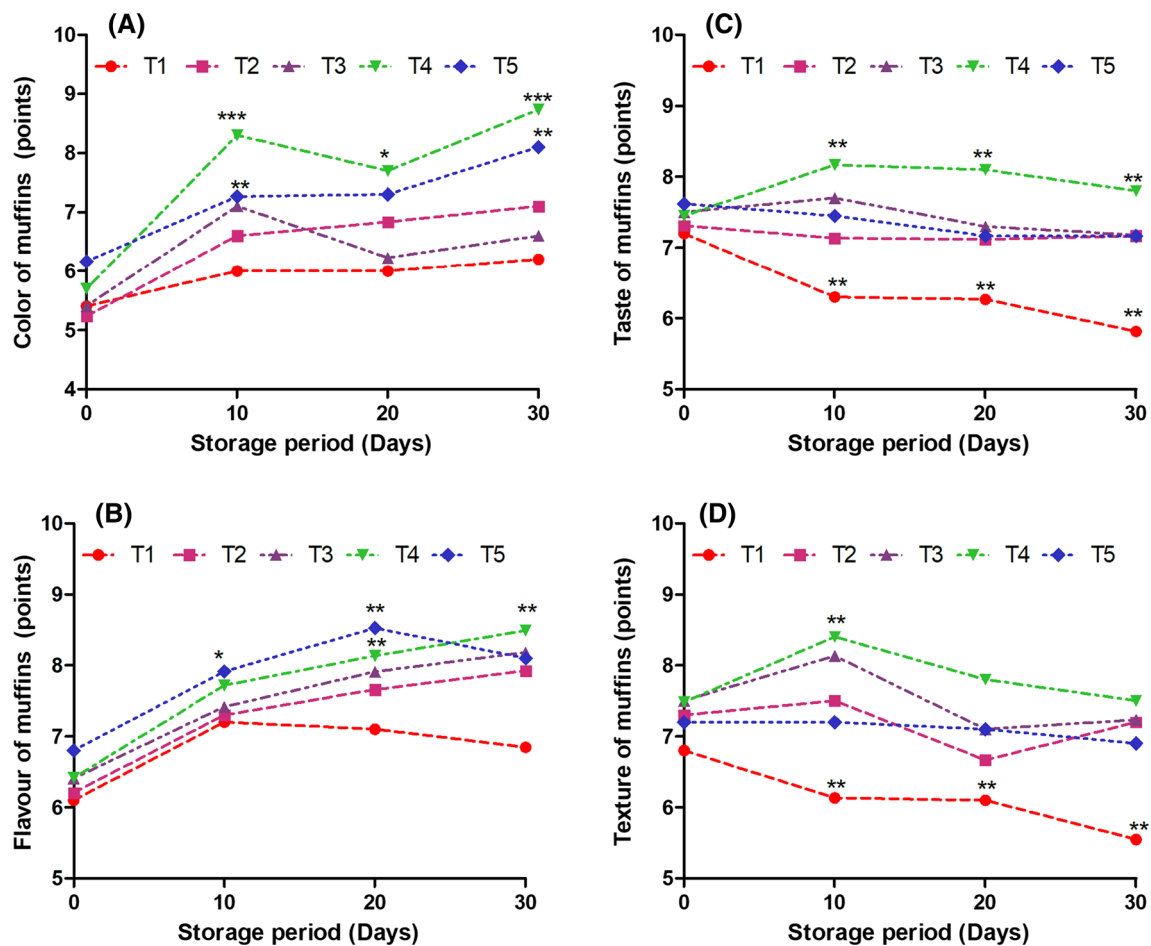 (A)
T1 T2 T3 T4 T5
10
9
8
7
6
5
4
*** * *** ** **
0 10 20 30
Color of muffins (points)
Storage period (Days)
(C)
T1 T2 T3 T4 T5
10
9
8
7
6
5
** ** ** ** ** **
0 10 20 30
Taste of muffins (points)
Storage period (Days)
(B)
T1 T2 T3 T4 T5
10
9
8
7
6
5
* ** ** **
0 10 20 30
Flavour of muffins (points)
Storage period (Days)
(D)
T1 T2 T3 T4 T5
10
9
8
7
6
5
** ** ** **
0 10 20 30
Texture of muffins (points)
Storage period (Days)